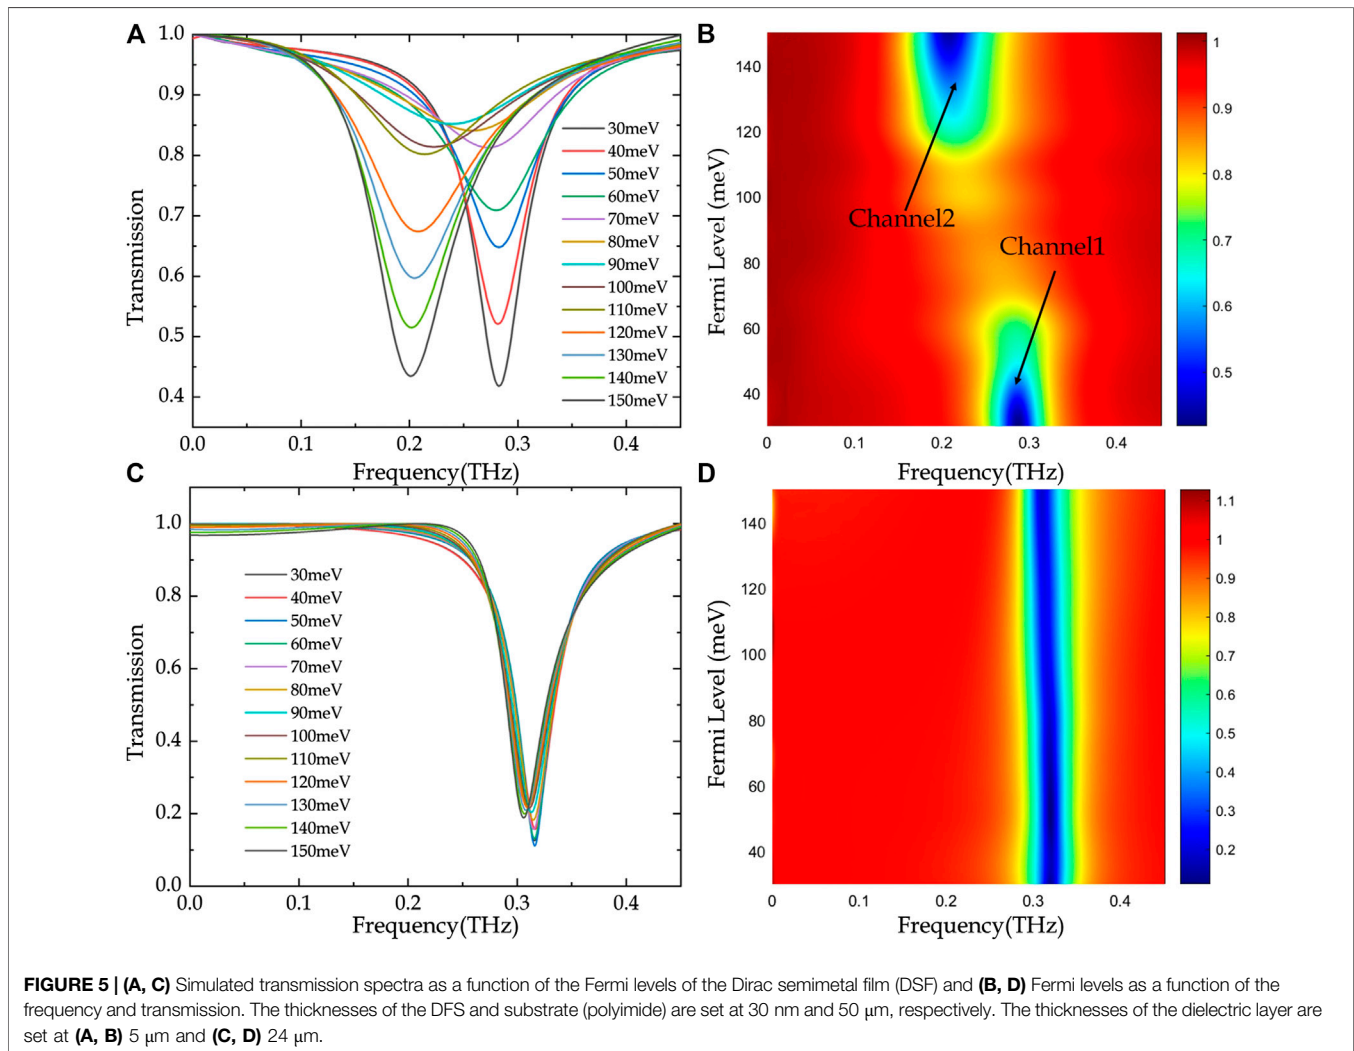 A
1.0
0.9
0.8
0.7
0.6
0.5
0.4
Transmission
30meV
40meV
50meV
60meV
70meV
80meV
90meV
100meV
110meV
120meV
130meV
140meV
150meV
0.0
0.1
0.2
0.3
0.4
Frequency(THz)
B
140
120
100
80
60
40
Fermi Level (meV)
Channel2
Channel1
0
0.1
0.2
0.3
0.4
Frequency(THz)
1
0.9
0.8
0.7
0.6
0.5
C
1.0
0.8
0.6
0.4
0.2
0.0
Transmission
30meV
40meV
50meV
60meV
70meV
80meV
90meV
100meV
110meV
120meV
130meV
140meV
150meV
0.0
0.1
0.2
0.3
0.4
Frequency(THz)
D
140
120
100
80
60
40
Fermi Level (meV)
0
0.1
0.2
0.3
0.4
Frequency(THz)
1.1
1
0.9
0.8
0.7
0.6
0.5
0.4
0.3
0.2
FIGURE 5 | (A, C) Simulated transmission spectra as a function of the Fermi levels of the Dirac semimetal film (DSF) and (B, D) Fermi levels as a function of the
frequency and transmission. The thicknesses of the DFS and substrate (polyimide) are set at 30 nm and 50 μm, respectively. The thicknesses of the dielectric layer are
set at (A, B) 5 μm and (C, D) 24 μm.